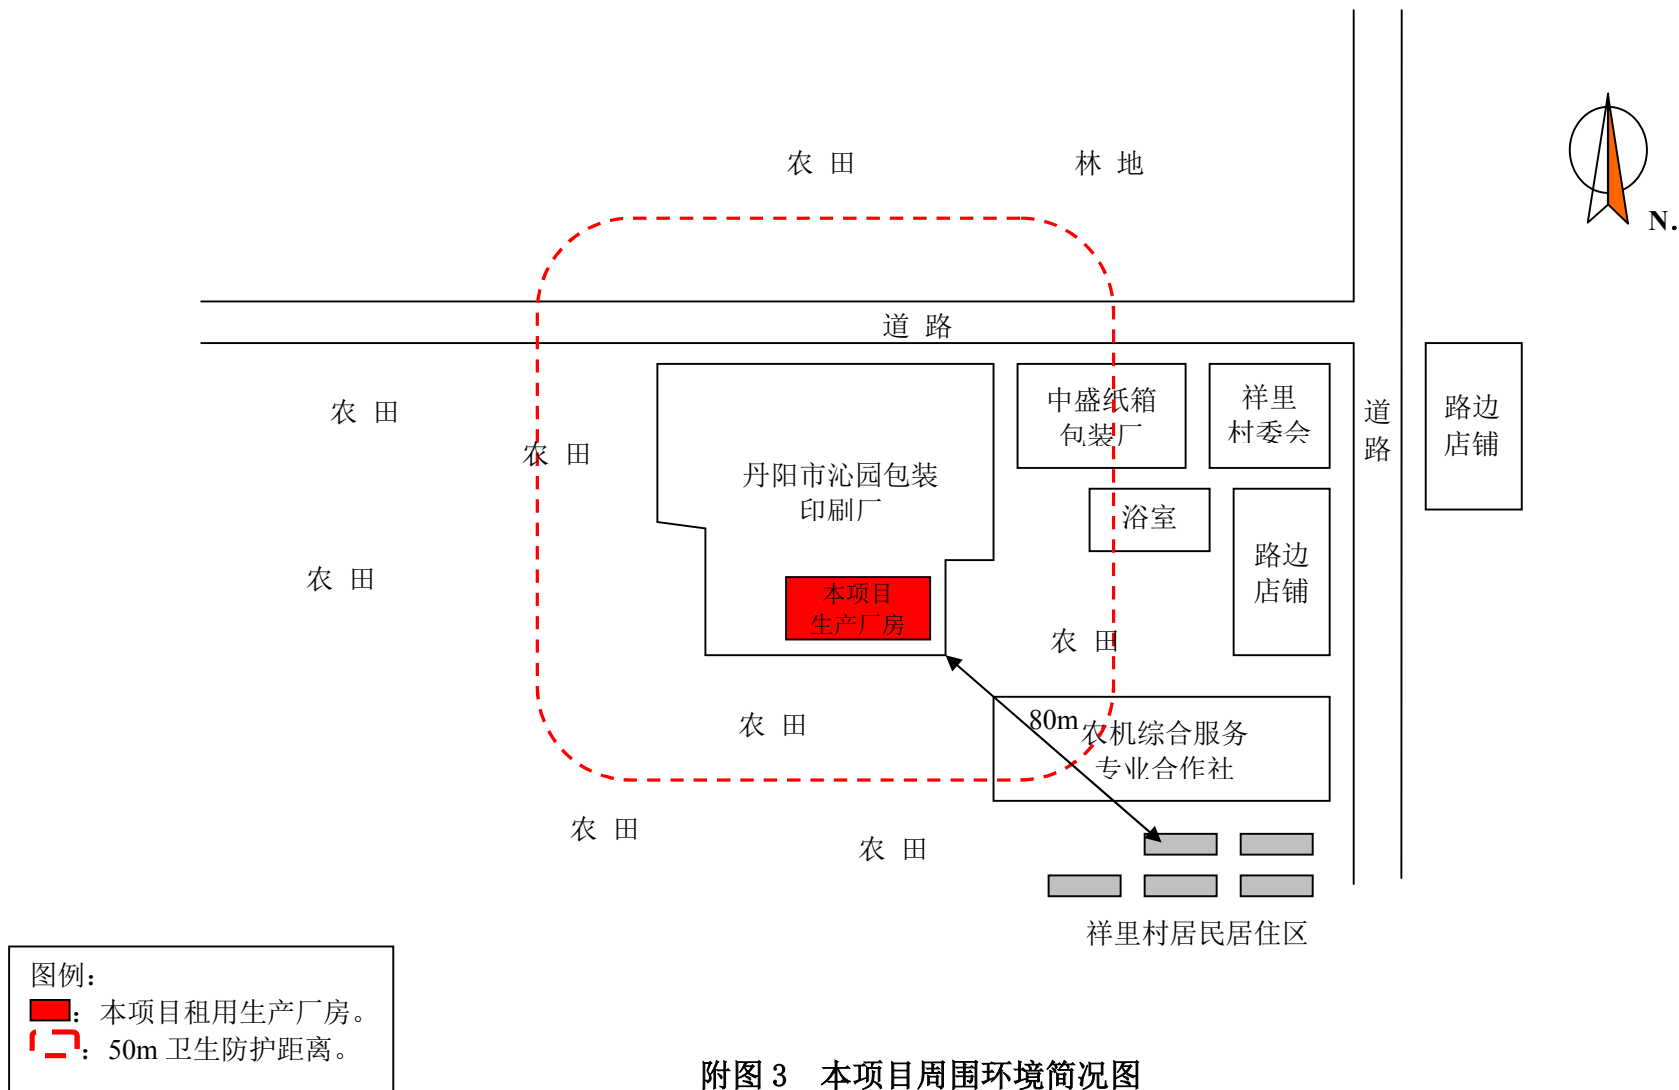 农 田
林 地
N.
道 路
农 田
农 田
丹阳市沁园包装
印刷厂
中盛纸箱
包装厂
祥里
村委会
道
路
路边
店铺
浴室
路边
店铺
农 田
本项目
生产厂房
农 田
农 田
80m
农机综合服务
专业合作社
农 田
农 田
祥里村居民居住区
图例：
：本项目租用生产厂房。
：50m 卫生防护距离。
附图 3 本项目周围环境简况图